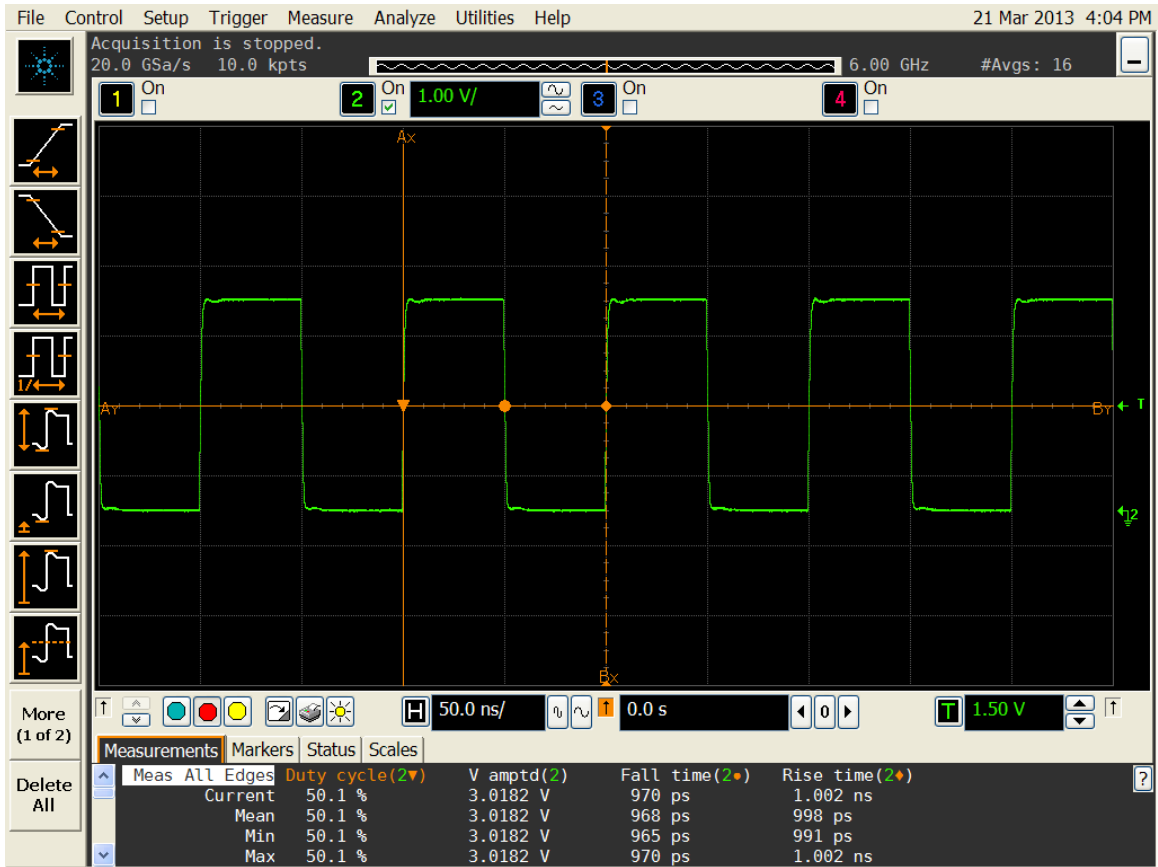 File Control Setup Trigger Measure Analyze Utilities Help 21 Mar 2013 4:04 PM
Acquisition is stopped.
20.0 GSa/s 10.0 kpts 6.00 GHz #Avgs: 16
1 On 2 On 1.00 V/ 3 On 4 On
Ax
1/
AY BY T
2
Bx
More
(1 of 2)
Delete
All
H 50.0 ns/ 0.0 s 0 T 1.50 V
Measurements Markers Status Scales
Meas All Edges Duty cycle(2▼) V amptd(2) Fall time(2●) Rise time(2♦) ?
Current 50.1 % 3.0182 V 970 ps 1.002 ns
Mean 50.1 % 3.0182 V 968 ps 998 ps
Min 50.1 % 3.0182 V 965 ps 991 ps
Max 50.1 % 3.0182 V 970 ps 1.002 ns